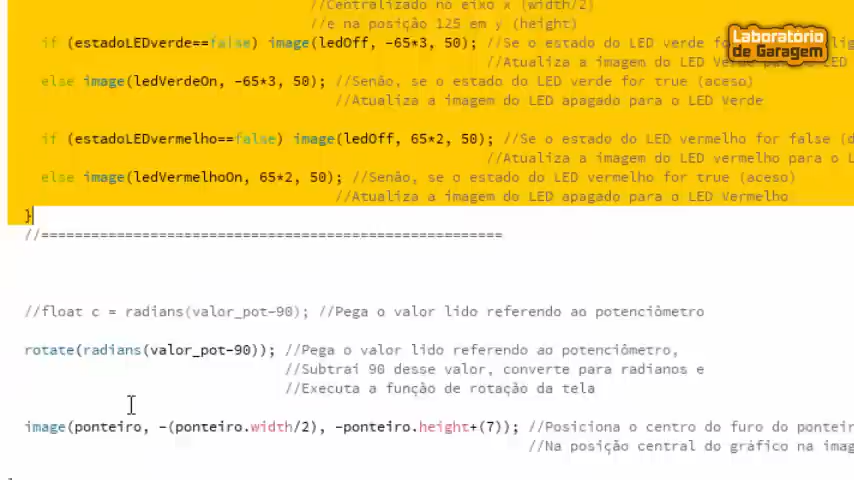 //Centralizado no eixo x (width/2)
//e na posição 125 em y (height)
if (estadoLEDverde==false) image(ledOff, -65*3, 50); //Se o estado do LED verde
//Atualiza a imagem do LED
LED
else image(ledVerdeOn, -65*3, 50); //Senão, se o estado do LED verde for true (aceso)
//Atualiza a imagem do LED apagado para o LED Verde
if (estadoLEDvermelho==false) image(ledOff, 65*2, 50); //Se o estado do LED vermelho for false (d
//Atualiza a imagem do LED vermelho para o L
else image(ledVermelhoOn, 65*2, 50); //Senão, se o estado do LED vermelho for true (aceso)
//Atualiza a imagem do LED apagado para o LED Vermelho
}
//=========================================================
//float c = radians(valor_pot-90); //Pega o valor lido referendo ao potenciômetro
rotate(radians(valor_pot-90)); //Pega o valor lido referendo ao potenciômetro,
//Subtrai 90 desse valor, converte para radianos e
//Executa a função de rotação da tela
image(ponteiro, -(ponteiro.width/2), -ponteiro.height+(7)); //Posiciona o centro do furo do ponteir
//Na posição central do gráfico na imag
Laboratório
de Garagem